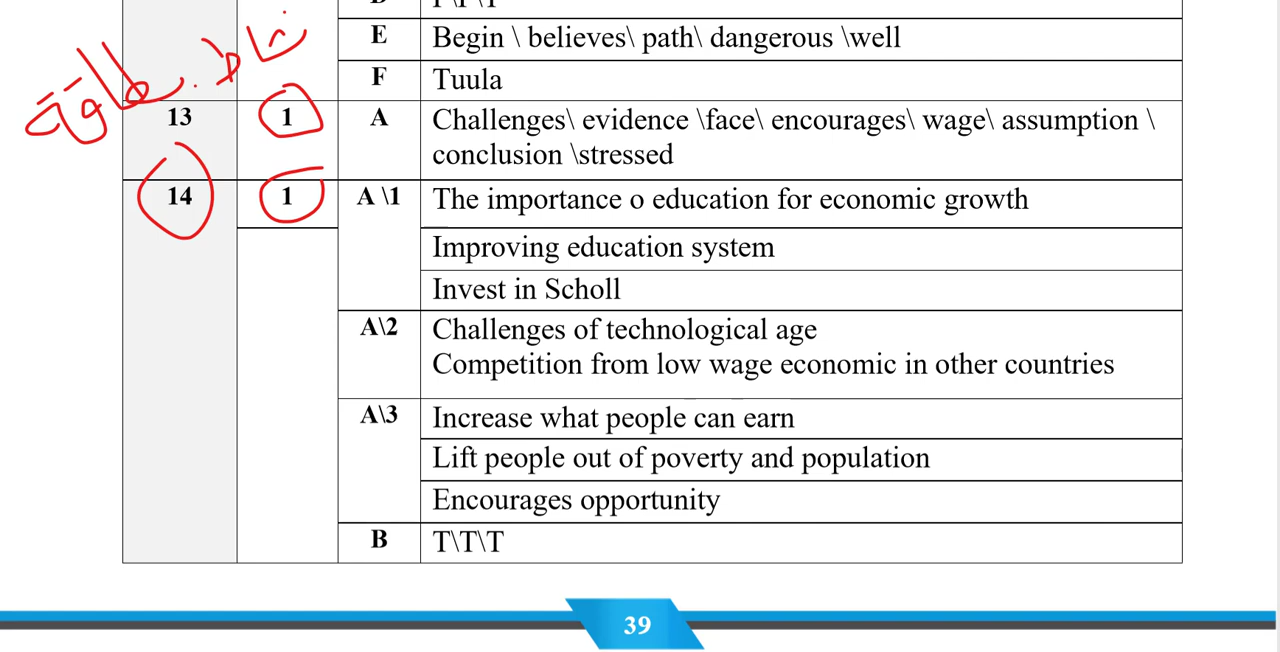 E Begin \ believes\ path\ dangerous \well
F Tuula
13 1 A Challenges\ evidence \face\ encourages\ wage\ assumption \
conclusion \stressed
14 1 A \1 The importance o education for economic growth
Improving education system
Invest in Scholl
A\2 Challenges of technological age
Competition from low wage economic in other countries
A\3 Increase what people can earn
Lift people out of poverty and population
Encourages opportunity
B T\T\T
39